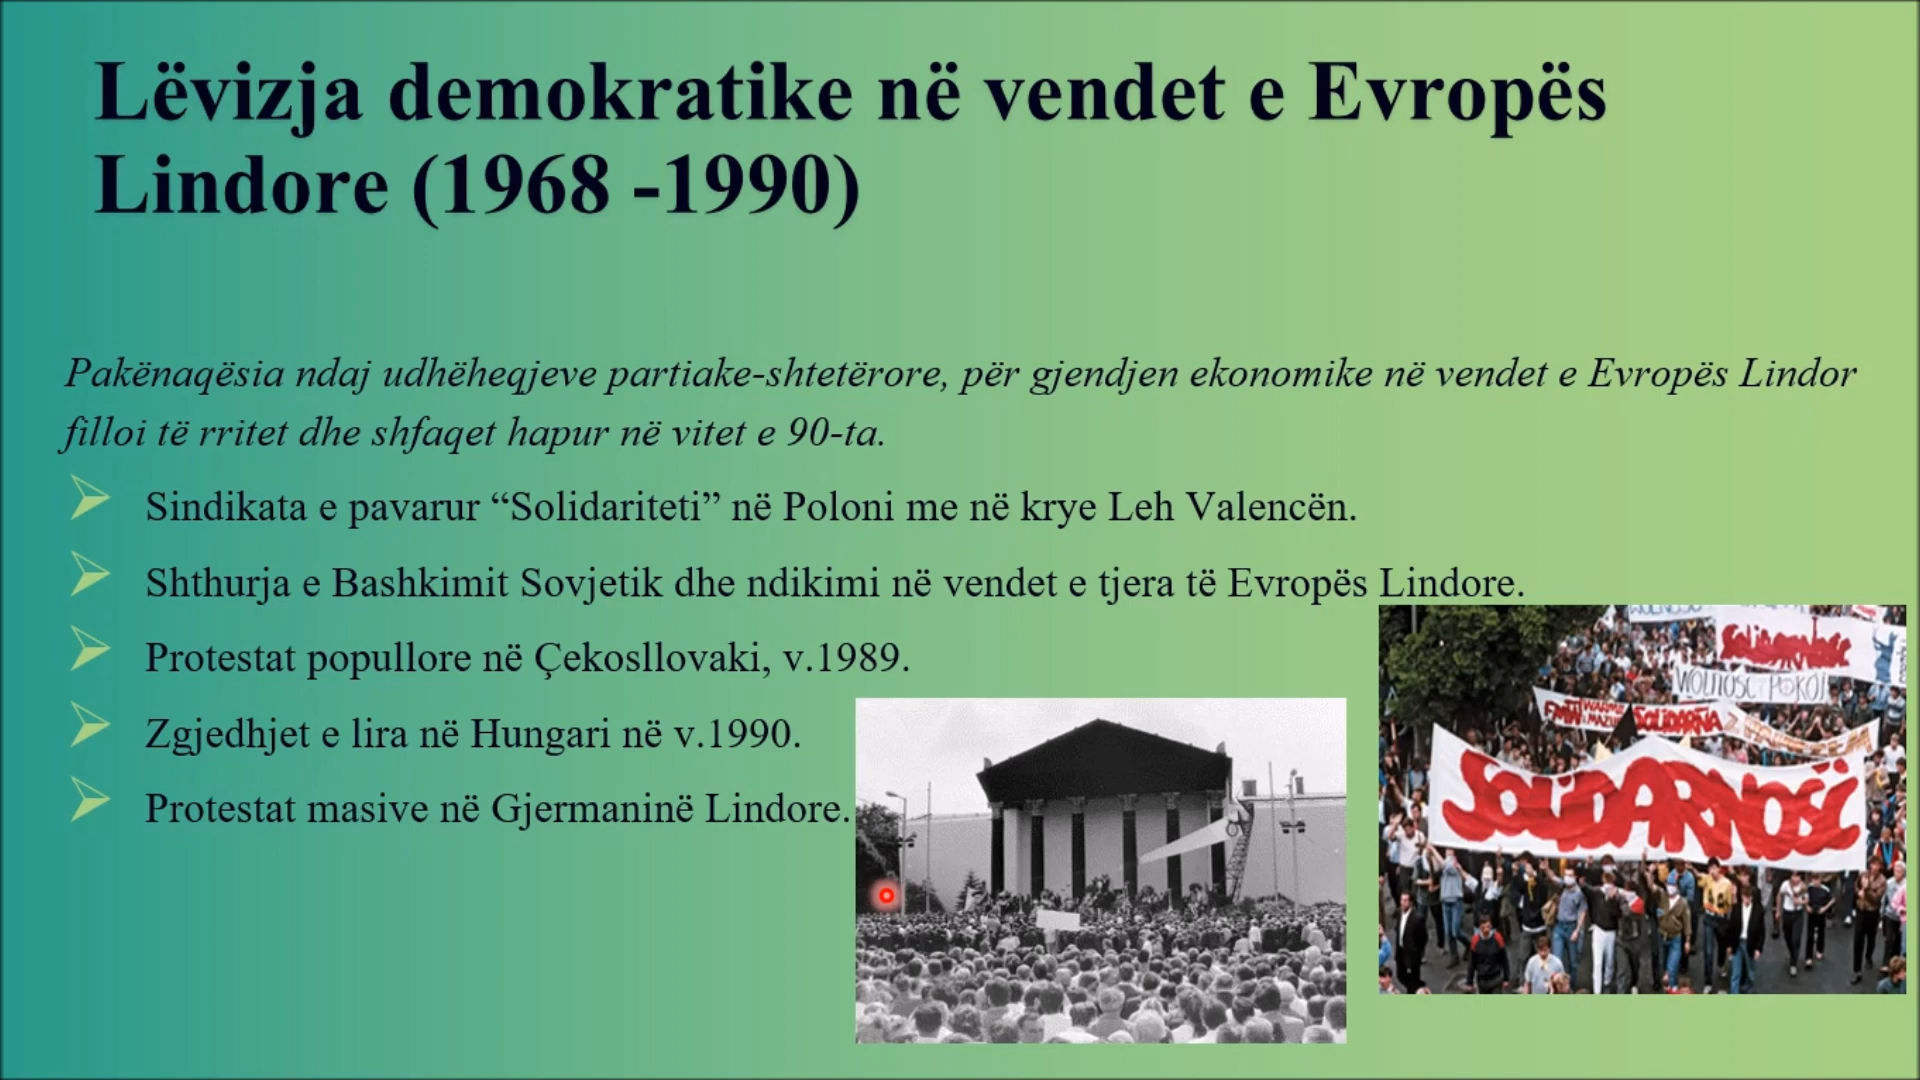 Lëvizja demokratike në vendet e Evropës
Lindore (1968 -1990)
Pakënaqësia ndaj udhëheqjeve partiake-shtetërore, për gjendjen ekonomike në vendet e Evropës Lindor
filloi të rritet dhe shfaqet hapur në vitet e 90-ta.
Sindikata e pavarur “Solidariteti” në Poloni me në krye Leh Valencën.
Shthurja e Bashkimit Sovjetik dhe ndikimi në vendet e tjera të Evropës Lindore.
Protestat popullore në Çekosllovaki, v.1989.
Zgjedhjet e lira në Hungari në v.1990.
Protestat masive në Gjermaninë Lindore.
WOLNOŚĆ I POKÓJ
SOLIDARNOŚĆ